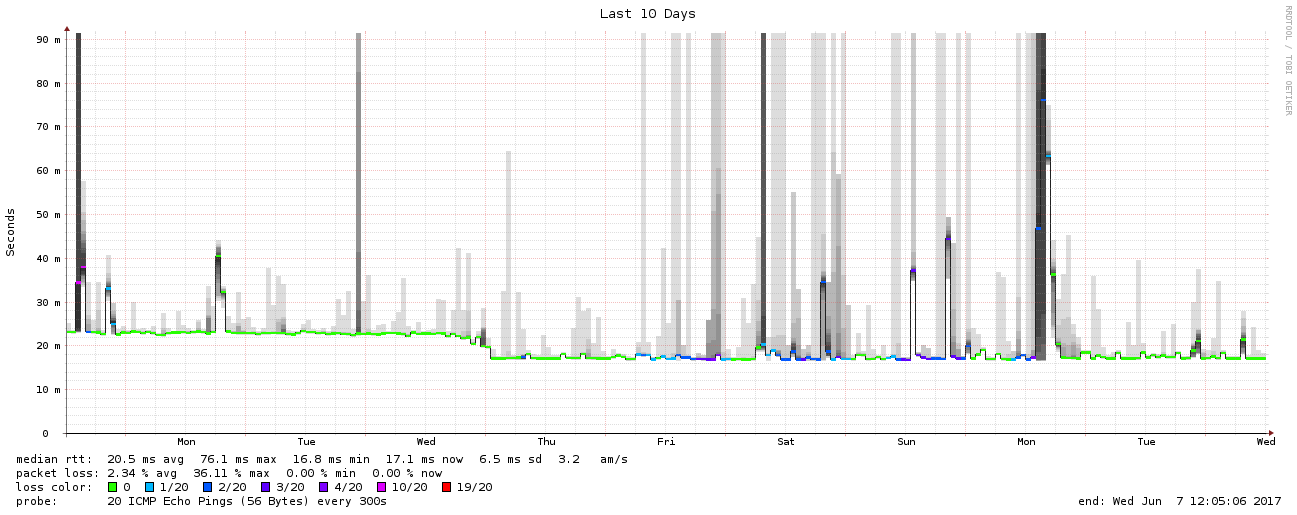 Last 10 Days
RRDTOOL / TOBI OETIKER
Seconds
90 m
80 m
70 m
60 m
50 m
40 m
30 m
20 m
10 m
0
Mon Tue Wed Thu Fri Sat Sun Mon Tue Wed
median rtt: 20.5 ms avg 76.1 ms max 16.8 ms min 17.1 ms now 6.5 ms sd 3.2 am/s
packet loss: 2.34 % avg 36.11 % max 0.00 % min 0.00 % now
loss color: 0 1/20 2/20 3/20 4/20 10/20 19/20
probe: 20 ICMP Echo Pings (56 Bytes) every 300s
end: Wed Jun 7 12:05:06 2017